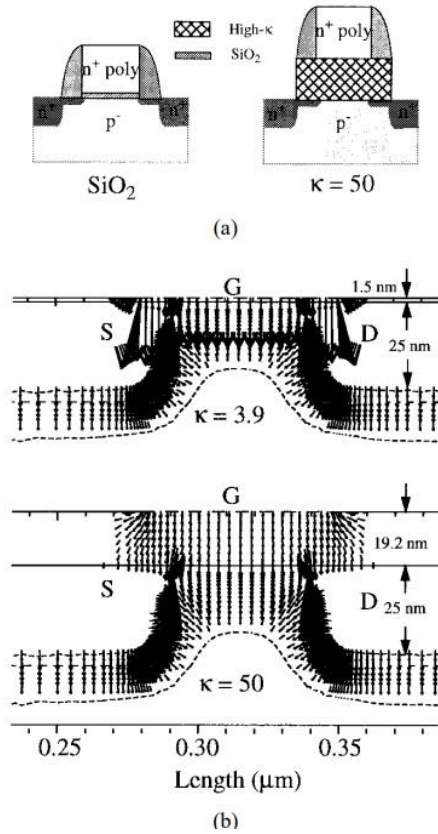 High-κ
SiO₂
n⁺ poly
n⁺ poly
n⁺
n⁺
p⁻
n⁺
n⁺
p⁻
SiO₂
κ = 50
(a)
G
1.5 nm
S
D
25 nm
κ = 3.9
G
19.2 nm
S
D
25 nm
κ = 50
0.25
0.30
0.35
Length (μm)
(b)